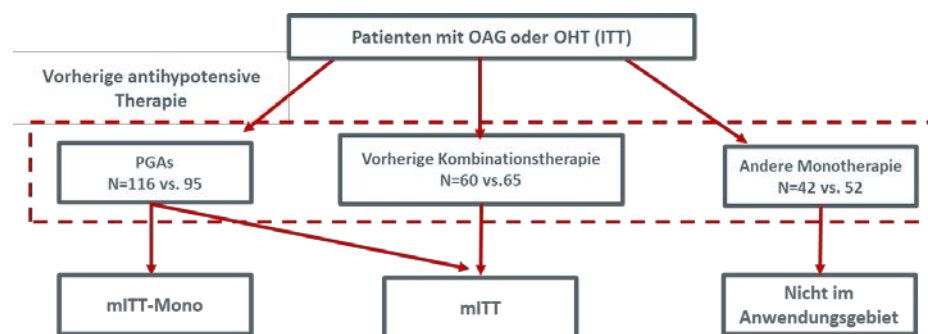 Patienten mit OAG oder OHT (ITT)
Vorherige antihypotensive
Therapie
PGAs
N=116 vs. 95
Vorherige Kombinationstherapie
N=60 vs.65
Andere Monotherapie
N=42 vs. 52
mITT-Mono
mITT
Nicht im
Anwendungsgebiet